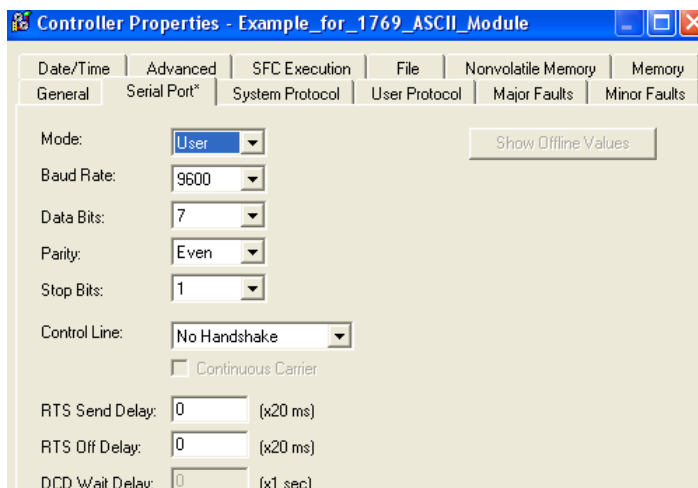 Controller Properties - Example_for_1769_ASCII_Module
Date/Time Advanced SFC Execution File Nonvolatile Memory Memory
General Serial Port* System Protocol User Protocol Major Faults Minor Faults
Mode: User Show Offline Values
Baud Rate: 9600
Data Bits: 7
Parity: Even
Stop Bits: 1
Control Line: No Handshake
Continuous Carrier
RTS Send Delay: 0 (x20 ms)
RTS Off Delay: 0 (x20 ms)
DCD Wait Delay: 0 (x1 sec)